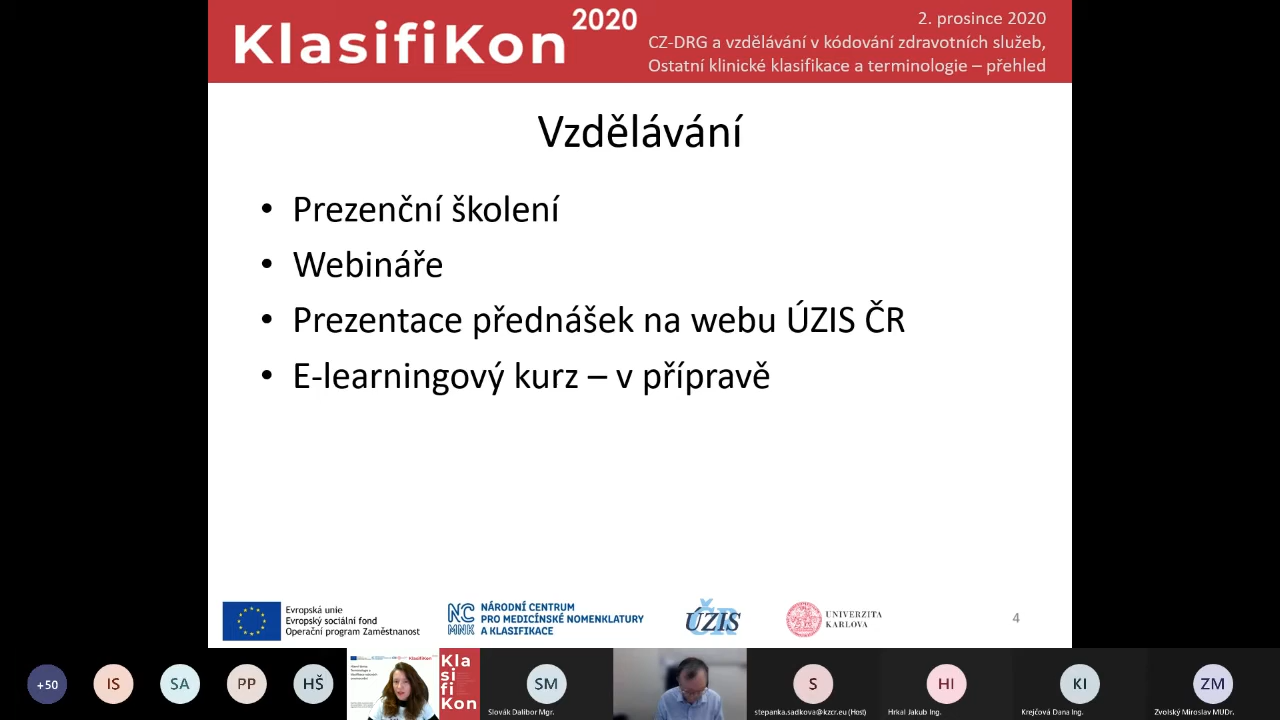 KlasifiKon 2020
2. prosince 2020
CZ-DRG a vzdělávání v kódování zdravotních služeb,
Ostatní klinické klasifikace a terminologie – přehled
Vzdělávání
• Prezenční školení
• Webináře
• Prezentace přednášek na webu ÚZIS ČR
• E-learningový kurz – v přípravě
Evropská unie
Evropský sociální fond
Operační program Zaměstnanost
NC
MNK
NÁRODNÍ CENTRUM
PRO MEDICÍNSKÉ NOMENKLATURY
A KLASIFIKACE
ÚZIS ČR
UNIVERZITA
KARLOVA
4
+50
IS
SA
PP
HŠ
KlasifiKon
Kla
si
fi
Kon
SM
Slovák Dalibor Mgr.
S
stepanka.sadkova@kzcr.eu (Host)
HI
Hrkal Jakub Ing.
KI
Krejčová Dana Ing.
ZM
Zvolský Miroslav MUDr.